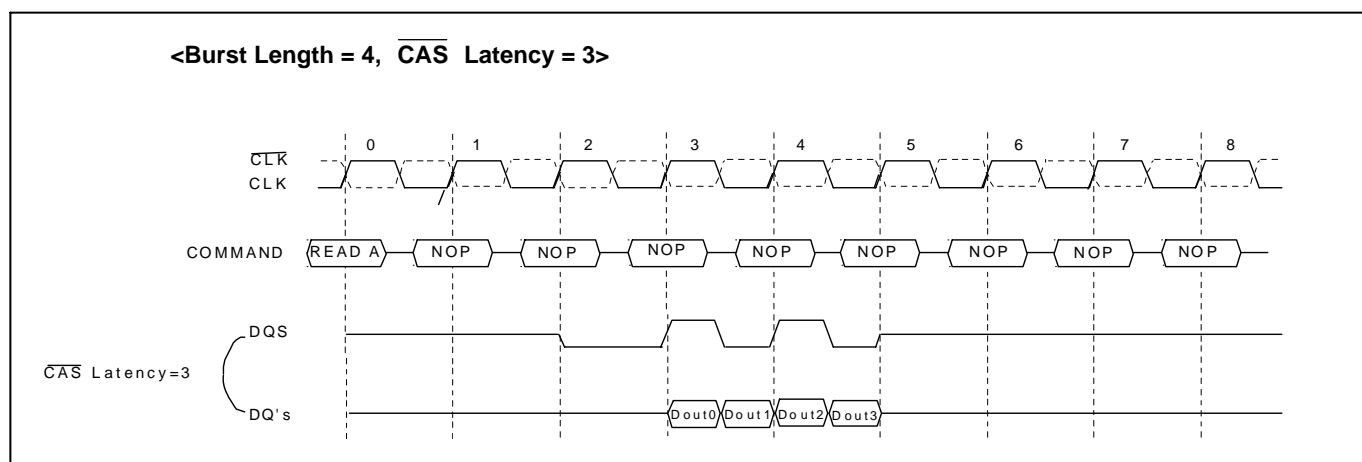 <Burst Length = 4, CAS Latency = 3>
0 1 2 3 4 5 6 7 8
CLK
CLK
COMMAND READ A NOP NOP NOP NOP NOP NOP NOP NOP
DQS
CAS Latency=3
DQ's Dout0 Dout1 Dout2 Dout3